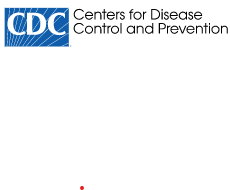 CDC
Centers for Disease
Control and Prevention